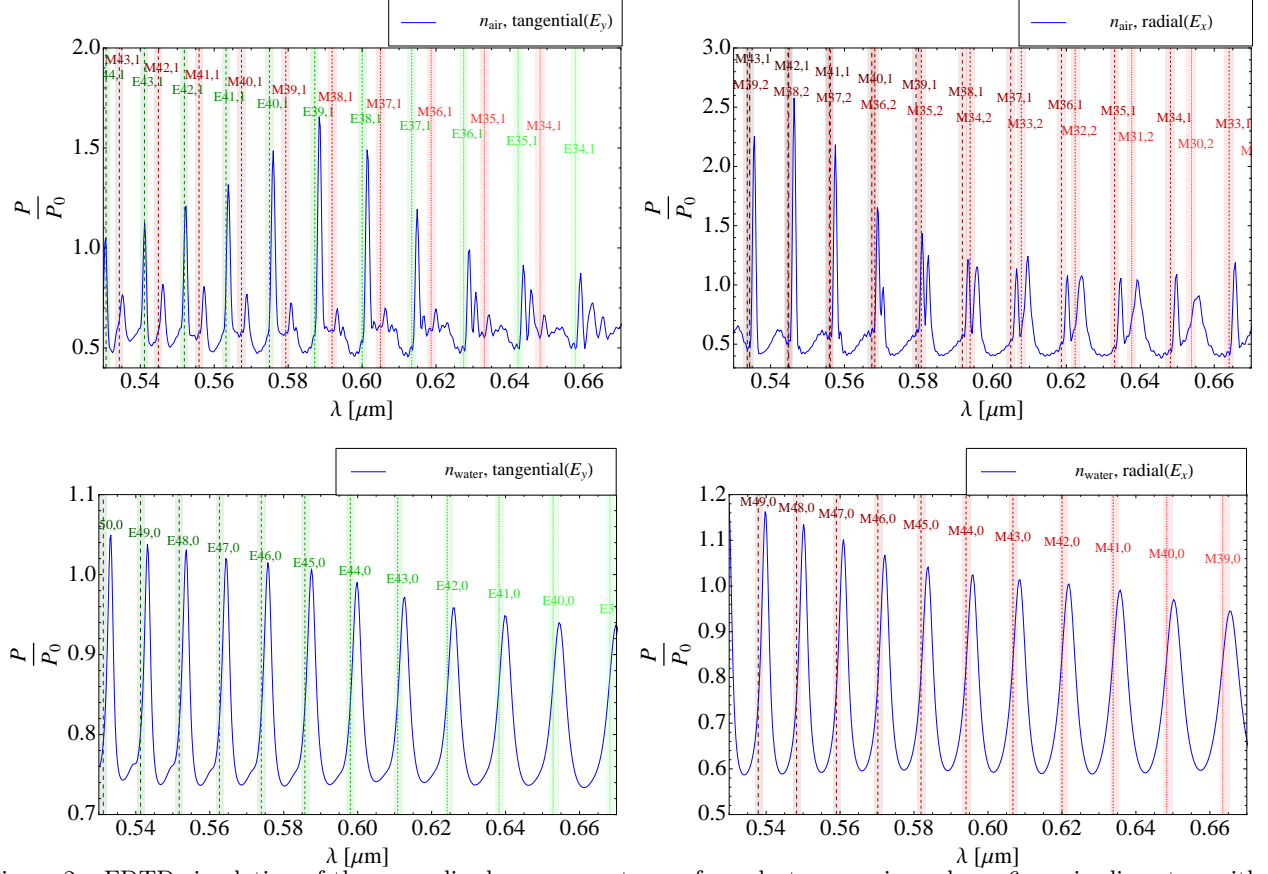 n_air, tangential(E_y)
M43,1
44,1
M42,1
E43,1
M41,1
E42,1
M40,1
E41,1
M39,1
E40,1
M38,1
E39,1
M37,1
E38,1
M36,1
E37,1
M35,1
E36,1
M34,1
E35,1
E34,1
2.0
1.5
1.0
0.5
P/P_0
0.54 0.56 0.58 0.60 0.62 0.64 0.66
λ [μm]
n_air, radial(E_x)
M43,1
M39,2
M42,1
M38,2
M41,1
M37,2
M40,1
M36,2
M39,1
M35,2
M38,1
M34,2
M37,1
M33,2
M36,1
M32,2
M35,1
M31,2
M34,1
M30,2
M33,1
M
3.0
2.5
2.0
1.5
1.0
0.5
P/P_0
0.54 0.56 0.58 0.60 0.62 0.64 0.66
λ [μm]
n_water, tangential(E_y)
50,0
E49,0
E48,0
E47,0
E46,0
E45,0
E44,0
E43,0
E42,0
E41,0
E40,0
E3
1.1
1.0
0.9
0.8
0.7
P/P_0
0.54 0.56 0.58 0.60 0.62 0.64 0.66
λ [μm]
n_water, radial(E_x)
M49,0
M48,0
M47,0
M46,0
M45,0
M44,0
M43,0
M42,0
M41,0
M40,0
M39,0
1.2
1.1
1.0
0.9
0.8
0.7
0.6
0.5
P/P_0
0.54 0.56 0.58 0.60 0.62 0.64 0.66
λ [μm]